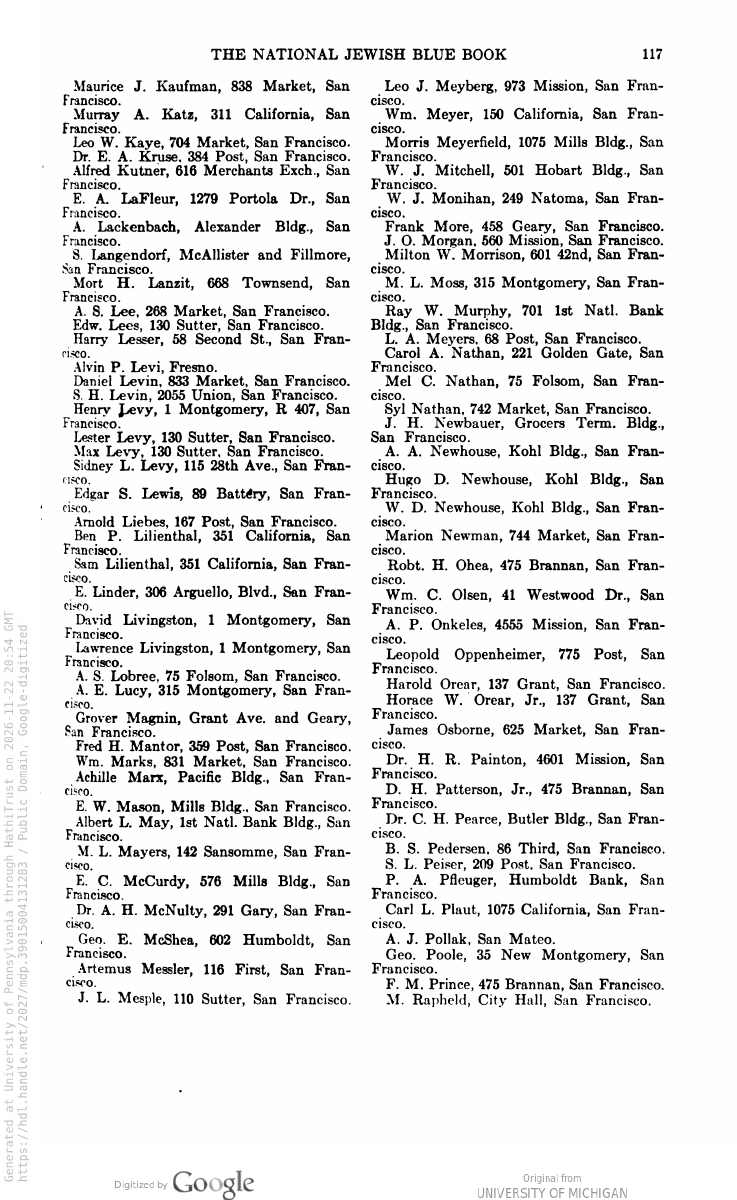 THE NATIONAL JEWISH BLUE BOOK 117
Maurice J. Kaufman, 838 Market, San
Francisco.
Murray A. Katz, 311 California, San
Francisco.
Leo W. Kaye, 704 Market, San Francisco.
Dr. E. A. Kruse, 384 Post, San Francisco.
Alfred Kutner, 616 Merchants Exch., San
Francisco.
E. A. LaFleur, 1279 Portola Dr., San
Francisco.
A. Lackenbach, Alexander Bldg., San
Francisco.
S. Langendorf, McAllister and Fillmore,
San Francisco.
Mort H. Lanzit, 668 Townsend, San
Francisco.
A. S. Lee, 268 Market, San Francisco.
Edw. Lees, 130 Sutter, San Francisco.
Harry Lesser, 58 Second St., San Fran-
cisco.
Alvin P. Levi, Fresno.
Daniel Levin, 833 Market, San Francisco.
S. H. Levin, 2055 Union, San Francisco.
Henry Levy, 1 Montgomery, R 407, San
Francisco.
Lester Levy, 130 Sutter, San Francisco.
Max Levy, 130 Sutter, San Francisco.
Sidney L. Levy, 115 28th Ave., San Fran-
cisco.
Edgar S. Lewis, 89 Battery, San Fran-
cisco.
Arnold Liebes, 167 Post, San Francisco.
Ben P. Lilienthal, 351 California, San
Francisco.
Sam Lilienthal, 351 California, San Fran-
cisco.
E. Linder, 306 Arguello, Blvd., San Fran-
cisco.
David Livingston, 1 Montgomery, San
Francisco.
Lawrence Livingston, 1 Montgomery, San
Francisco.
A. S. Lobree, 75 Folsom, San Francisco.
A. E. Lucy, 315 Montgomery, San Fran-
cisco.
Grover Magnin, Grant Ave. and Geary,
San Francisco.
Fred H. Mantor, 359 Post, San Francisco.
Wm. Marks, 831 Market, San Francisco.
Achille Marx, Pacific Bldg., San Fran-
cisco.
E. W. Mason, Mills Bldg., San Francisco.
Albert L. May, 1st Natl. Bank Bldg., San
Francisco.
M. L. Mayers, 142 Sansomme, San Fran-
cisco.
E. C. McCurdy, 576 Mills Bldg., San
Francisco.
Dr. A. H. McNulty, 291 Gary, San Fran-
cisco.
Geo. E. McShea, 602 Humboldt, San
Francisco.
Artemus Messler, 116 First, San Fran-
cisco.
J. L. Mesple, 110 Sutter, San Francisco.
Leo J. Meyberg, 973 Mission, San Fran-
cisco.
Wm. Meyer, 150 California, San Fran-
cisco.
Morris Meyerfield, 1075 Mills Bldg., San
Francisco.
W. J. Mitchell, 501 Hobart Bldg., San
Francisco.
W. J. Monihan, 249 Natoma, San Fran-
cisco.
Frank More, 458 Geary, San Francisco.
J. O. Morgan, 560 Mission, San Francisco.
Milton W. Morrison, 601 42nd, San Fran-
cisco.
M. L. Moss, 315 Montgomery, San Fran-
cisco.
Ray W. Murphy, 701 1st Natl. Bank
Bldg., San Francisco.
L. A. Meyers, 68 Post, San Francisco.
Carol A. Nathan, 221 Golden Gate, San
Francisco.
Mel C. Nathan, 75 Folsom, San Fran-
cisco.
Syl Nathan, 742 Market, San Francisco.
J. H. Newbauer, Grocers Term. Bldg.,
San Francisco.
A. A. Newhouse, Kohl Bldg., San Fran-
cisco.
Hugo D. Newhouse, Kohl Bldg., San
Francisco.
W. D. Newhouse, Kohl Bldg., San Fran-
cisco.
Marion Newman, 744 Market, San Fran-
cisco.
Robt. H. Ohea, 475 Brannan, San Fran-
cisco.
Wm. C. Olsen, 41 Westwood Dr., San
Francisco.
A. P. Onkeles, 4555 Mission, San Fran-
cisco.
Leopold Oppenheimer, 775 Post, San
Francisco.
Harold Orear, 137 Grant, San Francisco.
Horace W. Orear, Jr., 137 Grant, San
Francisco.
James Osborne, 625 Market, San Fran-
cisco.
Dr. H. R. Painton, 4601 Mission, San
Francisco.
D. H. Patterson, Jr., 475 Brannan, San
Francisco.
Dr. C. H. Pearce, Butler Bldg., San Fran-
cisco.
B. S. Pedersen, 86 Third, San Francisco.
S. L. Peiser, 209 Post, San Francisco.
P. A. Pfleuger, Humboldt Bank, San
Francisco.
Carl L. Plaut, 1075 California, San Fran-
cisco.
A. J. Pollak, San Mateo.
Geo. Poole, 35 New Montgomery, San
Francisco.
F. M. Prince, 475 Brannan, San Francisco.
M. Rapheld, City Hall, San Francisco.
Generated at University of Pennsylvania through HathiTrust on 2026-11-22 20:54 GMT
https://hdl.handle.net/2027/mdp.39015004131283 / Public Domain, Google-digitized
Digitized by Google
Original from
UNIVERSITY OF MICHIGAN